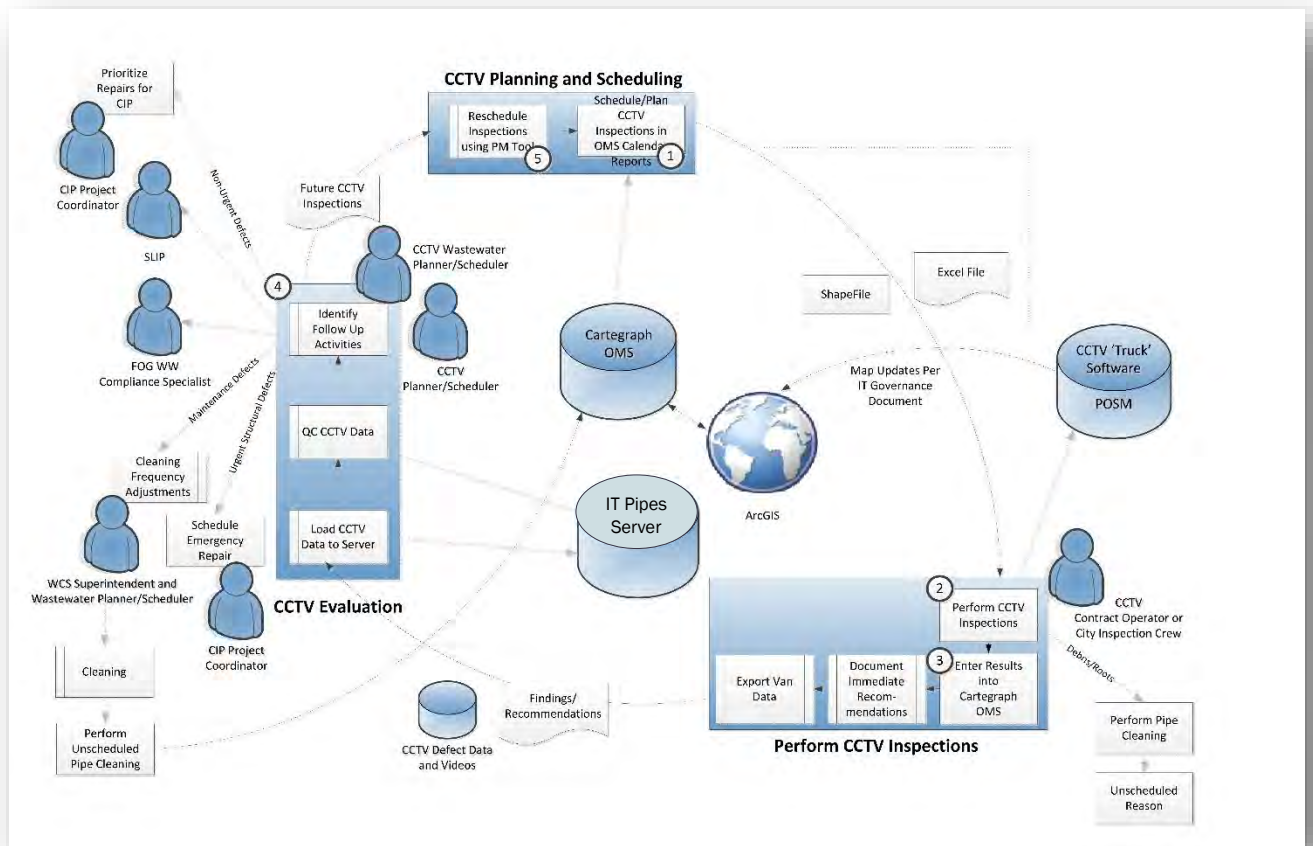 CCTV Planning and Scheduling
Reschedule
Inspections
using PM Tool
5
Schedule/Plan
CCTV
Inspections in
OMS Calendar
Reports
1
Prioritize
Repairs for
CIP
CIP Project
Coordinator
SLIP
FOG WW
Compliance Specialist
Non-Urgent Defects
Maintenance Defects
Urgent Structural Defects
Future CCTV
Inspections
CCTV Wastewater
Planner/Scheduler
CCTV
Planner/Scheduler
4
Identify
Follow Up
Activities
QC CCTV Data
Load CCTV
Data to Server
CCTV Evaluation
Cleaning
Frequency
Adjustments
Schedule
Emergency
Repair
WCS Superintendent and
Wastewater Planner/Scheduler
CIP Project
Coordinator
Cleaning
Perform
Unscheduled
Pipe Cleaning
Cartegraph
OMS
IT Pipes
Server
ArcGIS
ShapeFile
Excel File
Map Updates Per
IT Governance
Document
CCTV 'Truck'
Software
POSM
2
Perform CCTV
Inspections
3
Enter Results
into
Cartegraph
OMS
Document
Immediate
Recom-
mendations
Export Van
Data
Perform CCTV Inspections
CCTV
Contract Operator or
City Inspection Crew
Debris/Roots
Perform Pipe
Cleaning
Unscheduled
Reason
CCTV Defect Data
and Videos
Findings/
Recommendations